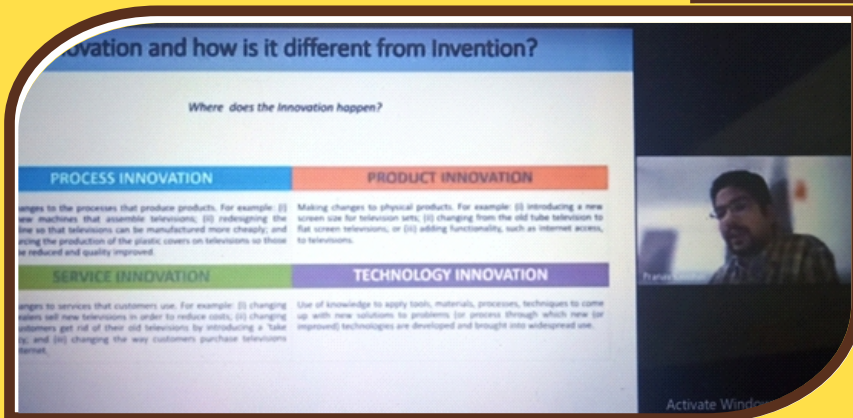 ovation and how is it different from Invention?
Where does the Innovation happen?
PROCESS INNOVATION
anges to the processes that produce products. For example: (i)
ew machines that assemble televisions; (ii) redesigning the
line so that televisions can be manufactured more cheaply; and
rcing the production of the plastic covers on televisions so those
e reduced and quality improved.
PRODUCT INNOVATION
Making changes to physical products. For example: (i) introducing a new
screen size for television sets; (ii) changing from the old tube television to
flat screen televisions; or (iii) adding functionality, such as internet access,
to televisions.
SERVICE INNOVATION
anges to services that customers use. For example: (i) changing
ealers sell new televisions in order to reduce costs; (ii) changing
ustomers get rid of their old televisions by introducing a 'take
cy; and (iii) changing the way customers purchase televisions
nternet.
TECHNOLOGY INNOVATION
Use of knowledge to apply tools, materials, processes, techniques to come
up with new solutions to problems (or process through which new (or
improved) technologies are developed and brought into widespread use.
Pranav
Activate Window